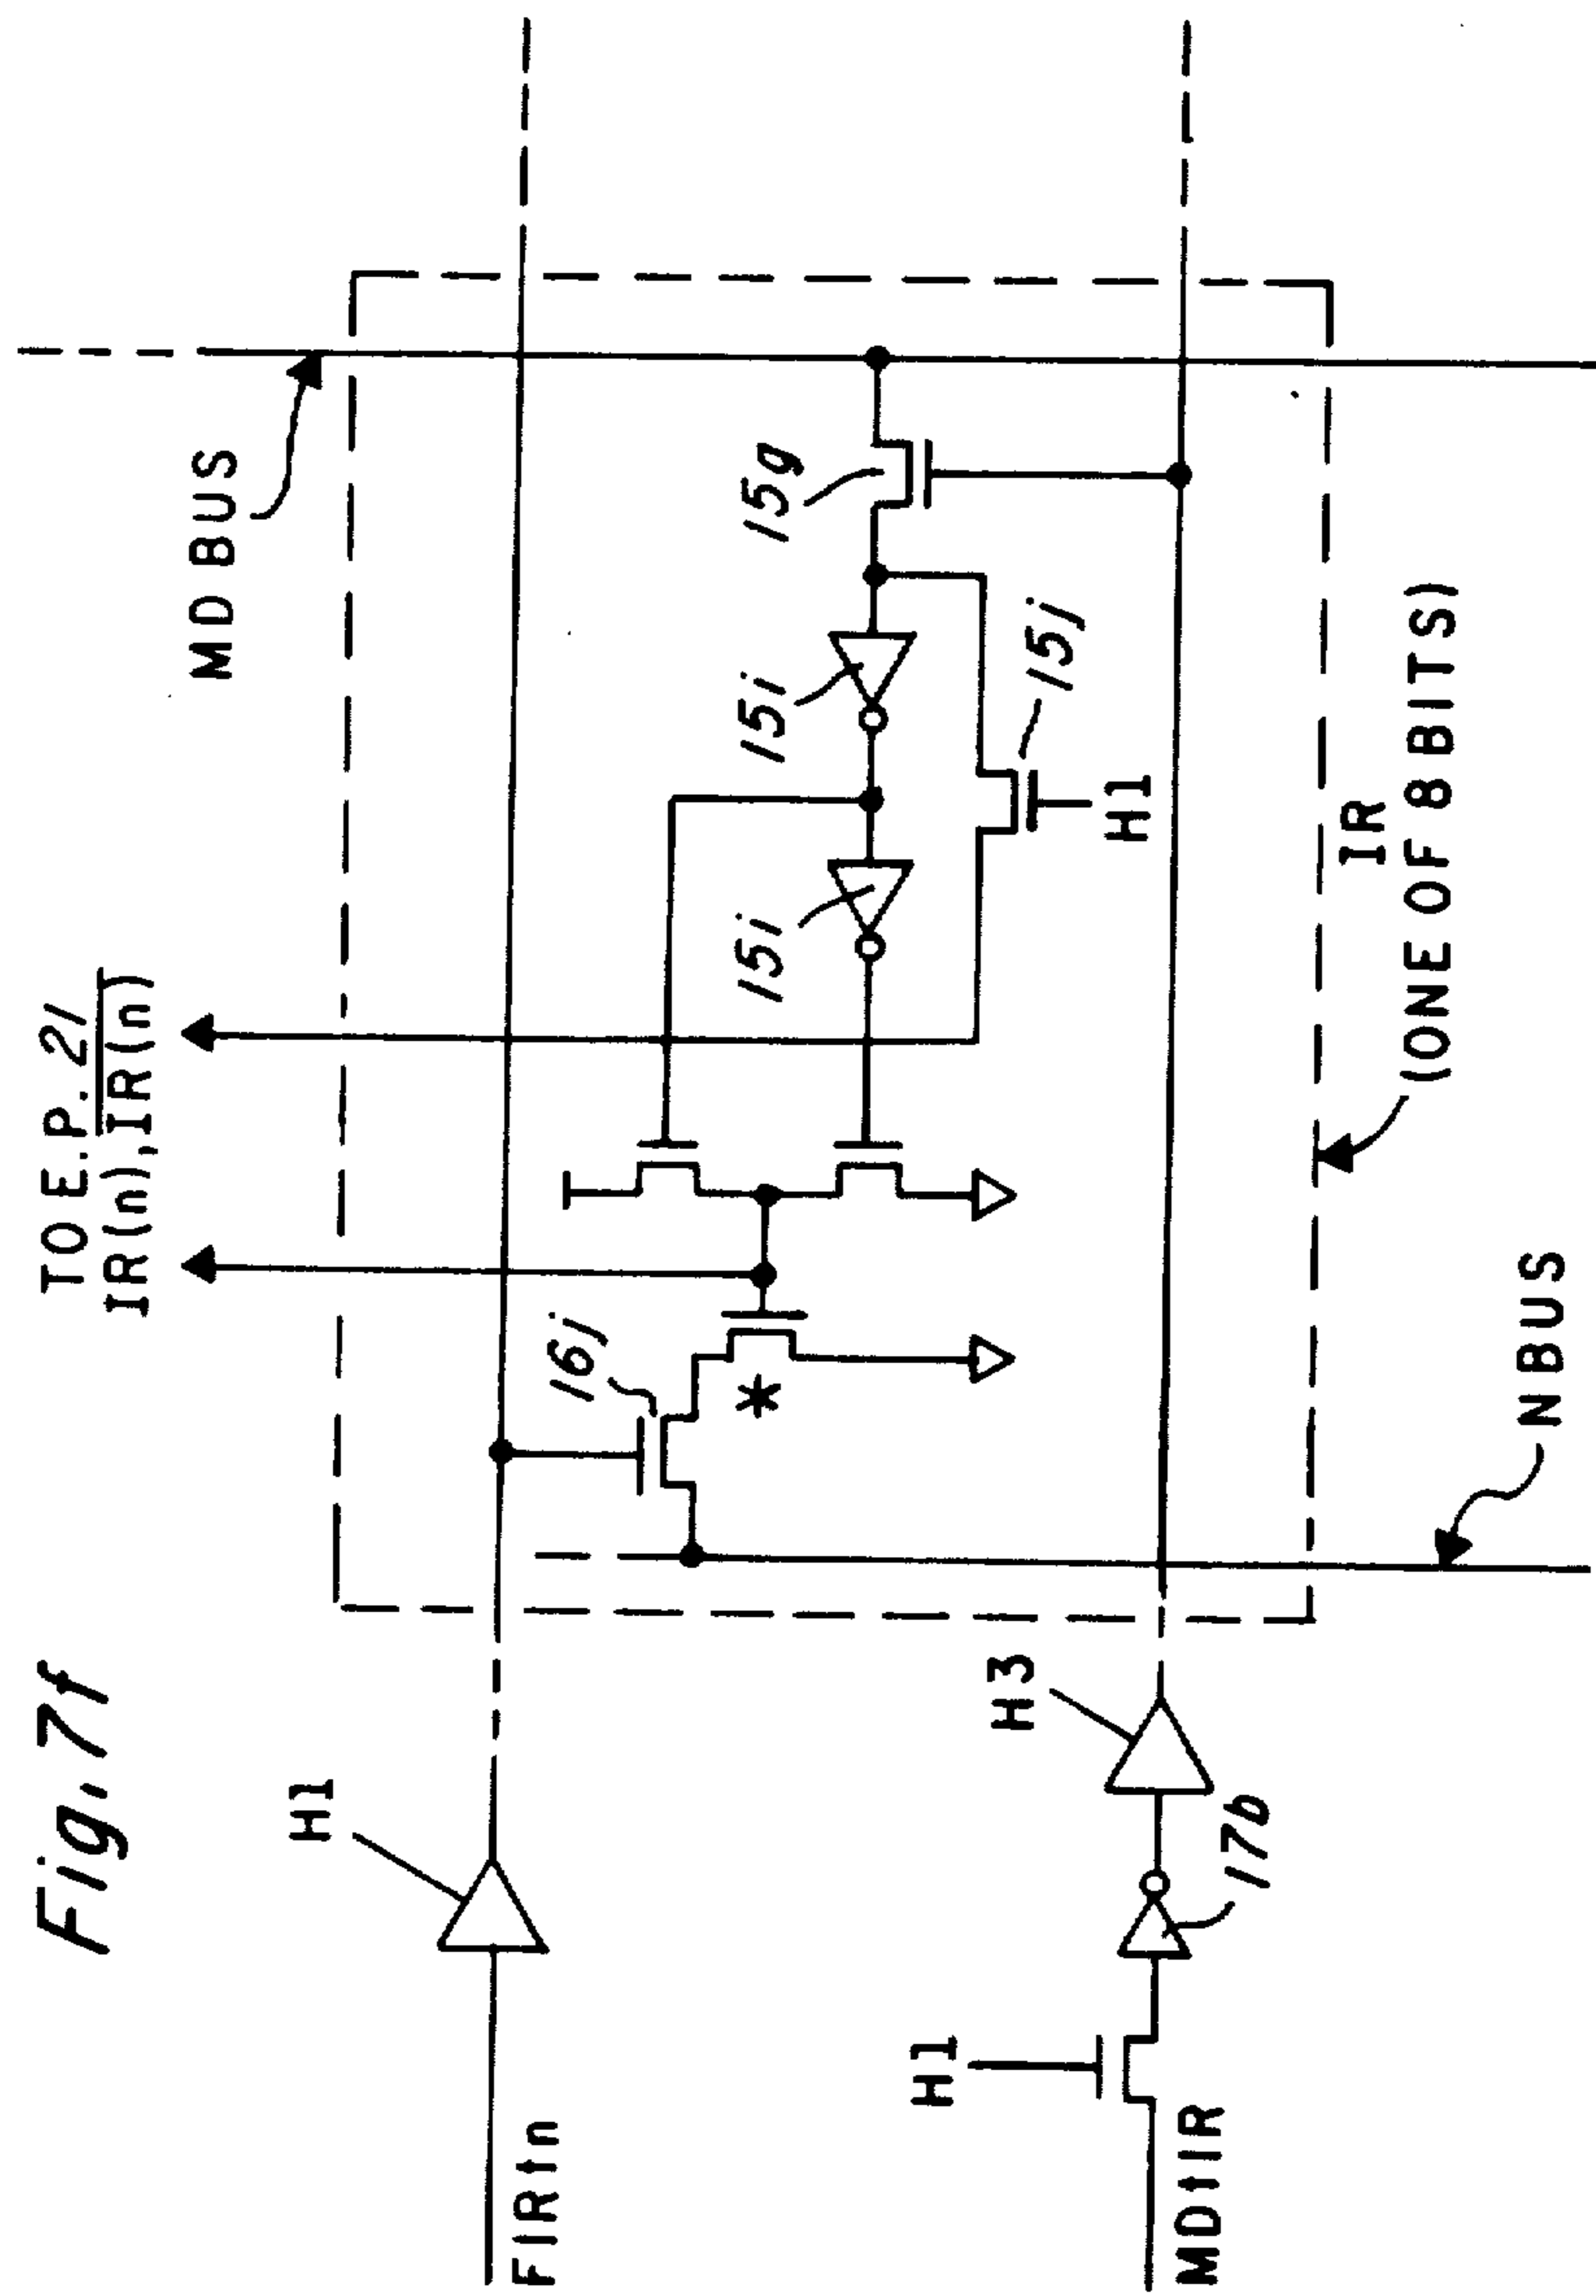 Fig. 7f
TO E.P. 21
IR(n), IR(n)
MD BUS
H1
FIRtn
16j
*
15i
15i
15g
15j
H1
H1
MDtIR
17b
H3
N BUS
IR
(ONE OF 8 BITS)